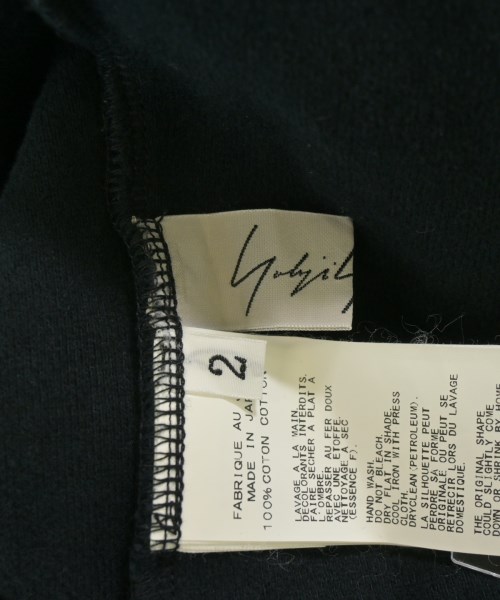 Yohji
2
FABRIQUE AU
MADE IN JAP
100% COTON COTTON
LAVAGE A LA MAIN.
DECOLORANTS INTERDITS.
FAIRE SECHER A PLAT A
L'OMBRE.
REPASSER AU FER DOUX
AVEC UNE ETOFFE.
NETTOYAGE A SEC
(ESSENCE F).
HAND WASH.
DO NOT BLEACH.
DRY FLAT IN SHADE.
COOL IRON WITH PRESS
CLOTH.
DRYCLEAN (PETROLEUM).
LA SILHOUETTE PEUT
PERDRE SA FORME
ORIGINALE OU PEUT SE
RETRECIR LORS DU LAVAGE
DOMESTIQUE.
THE ORIGINAL SHAPE
COULD SLIGHTLY COME
DOWN OR SHRINK BY HOME